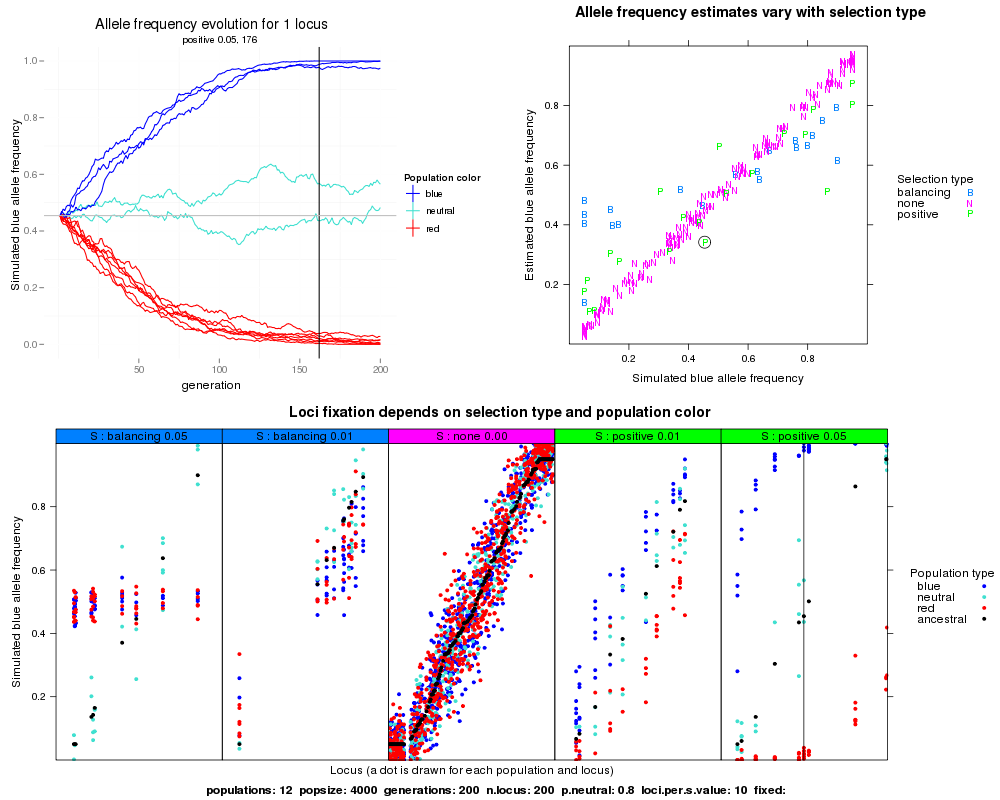 Allele frequency evolution for 1 locus
positive 0.05, 176
Simulated blue allele frequency
1.0
0.8
0.6
0.4
0.2
0.0
50
100
150
200
generation
Population color
blue
neutral
red
Allele frequency estimates vary with selection type
Estimated blue allele frequency
0.8
0.6
0.4
0.2
0.2
0.4
0.6
0.8
Simulated blue allele frequency
Selection type
balancing B
none N
positive P
Loci fixation depends on selection type and population color
S : balancing 0.05
S : balancing 0.01
S : none 0.00
S : positive 0.01
S : positive 0.05
Simulated blue allele frequency
0.8
0.6
0.4
0.2
Population type
blue
neutral
red
ancestral
Locus (a dot is drawn for each population and locus)
populations: 12 popsize: 4000 generations: 200 n.locus: 200 p.neutral: 0.8 loci.per.s.value: 10 fixed: